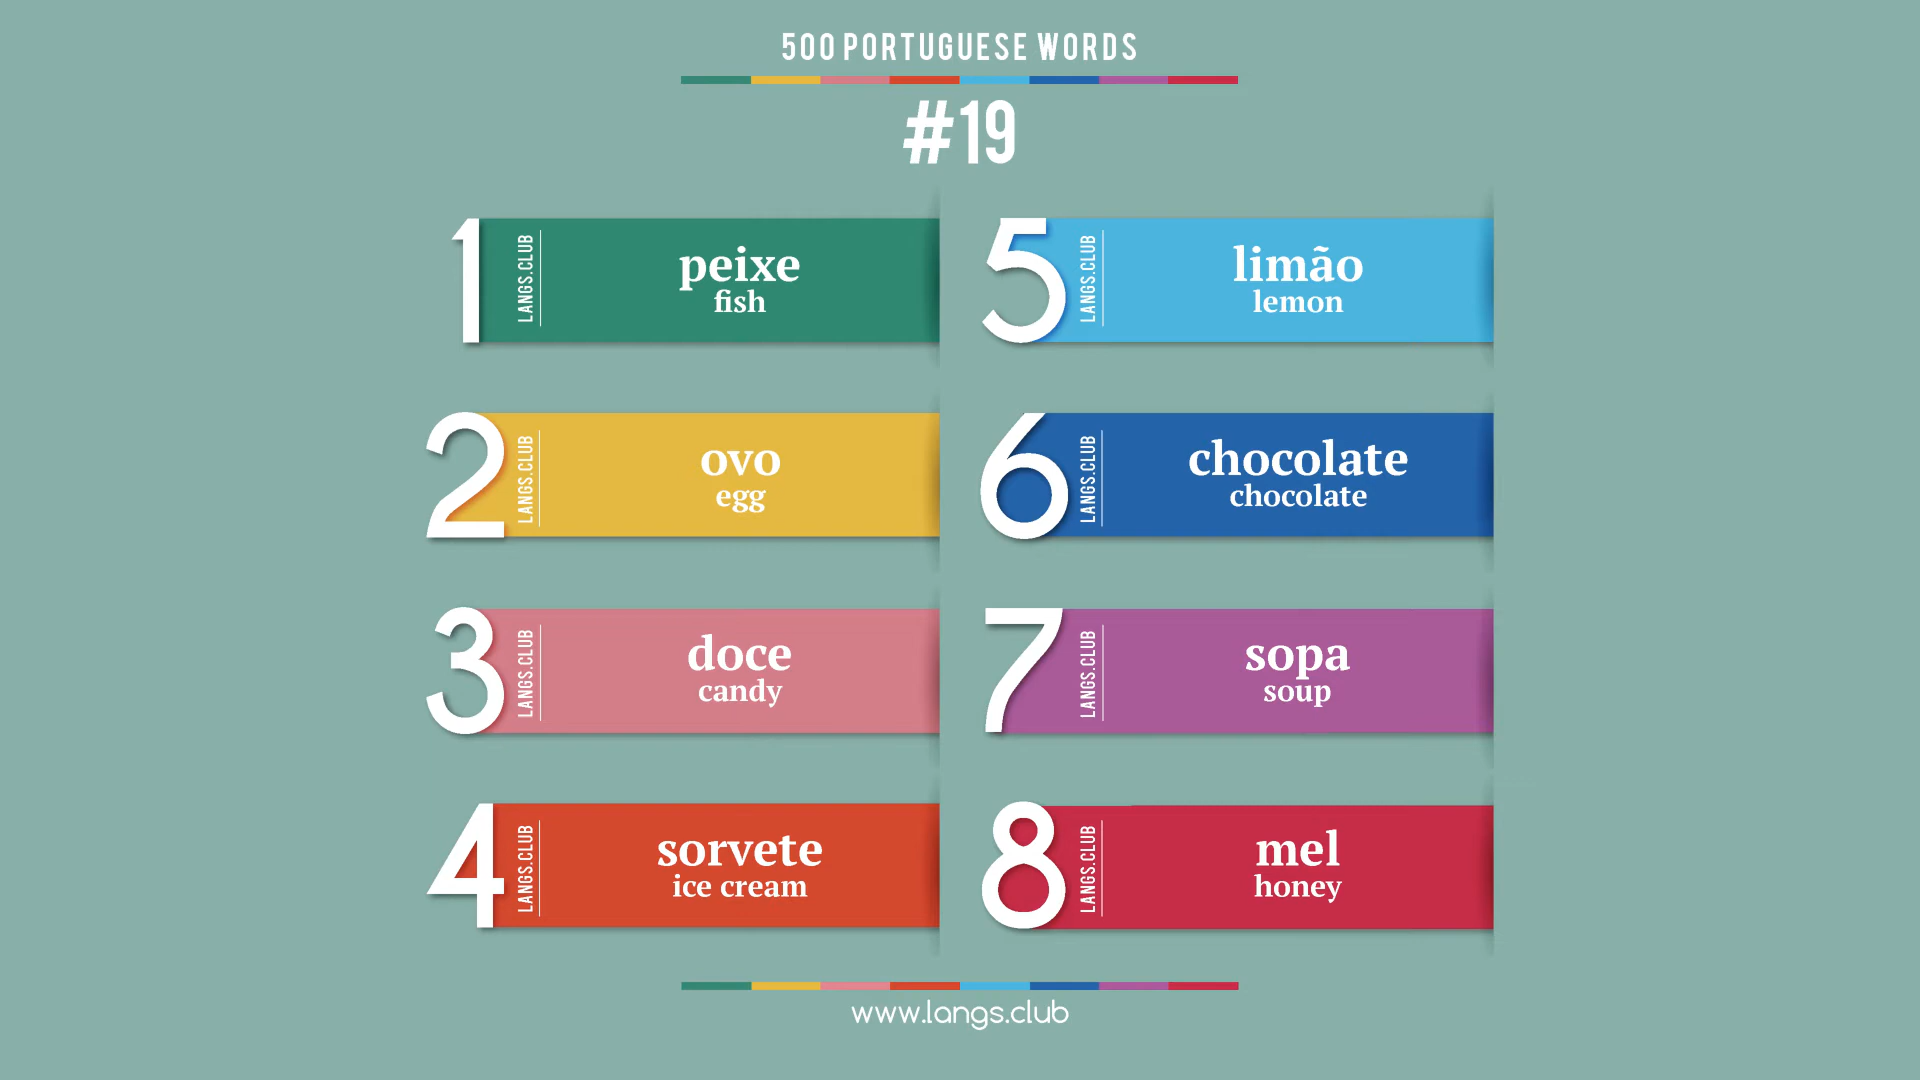 500 PORTUGUESE WORDS
#19
1
LANGS.CLUB
peixe
fish
2
LANGS.CLUB
ovo
egg
3
LANGS.CLUB
doce
candy
4
LANGS.CLUB
sorvete
ice cream
5
LANGS.CLUB
limão
lemon
6
LANGS.CLUB
chocolate
chocolate
7
LANGS.CLUB
sopa
soup
8
LANGS.CLUB
mel
honey
www.langs.club